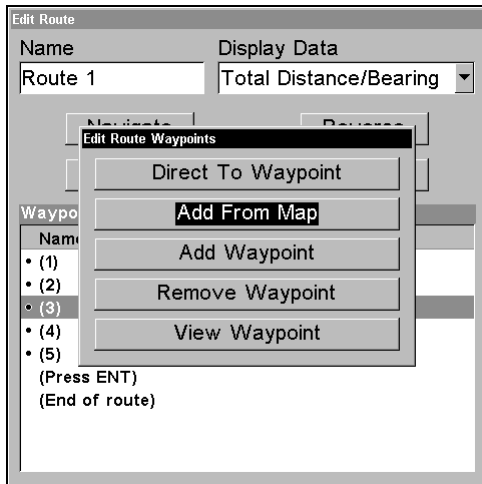 Edit Route
Name Display Data
Route 1 Total Distance/Bearing
Edit Route Waypoints
Direct To Waypoint
Add From Map
Add Waypoint
Remove Waypoint
View Waypoint
• (1)
• (2)
• (3)
• (4)
• (5)
(Press ENT)
(End of route)